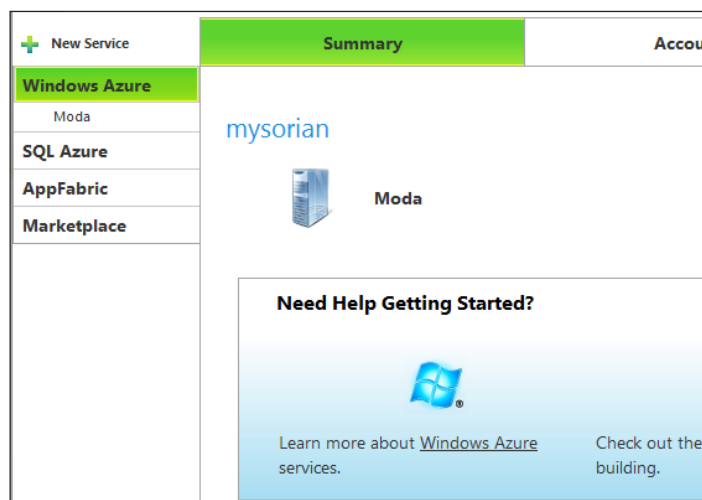 New Service
Summary
Windows Azure
Moda
SQL Azure
AppFabric
Marketplace
mysorian
Moda
Need Help Getting Started?
Learn more about Windows Azure
services.
Check out the
building.